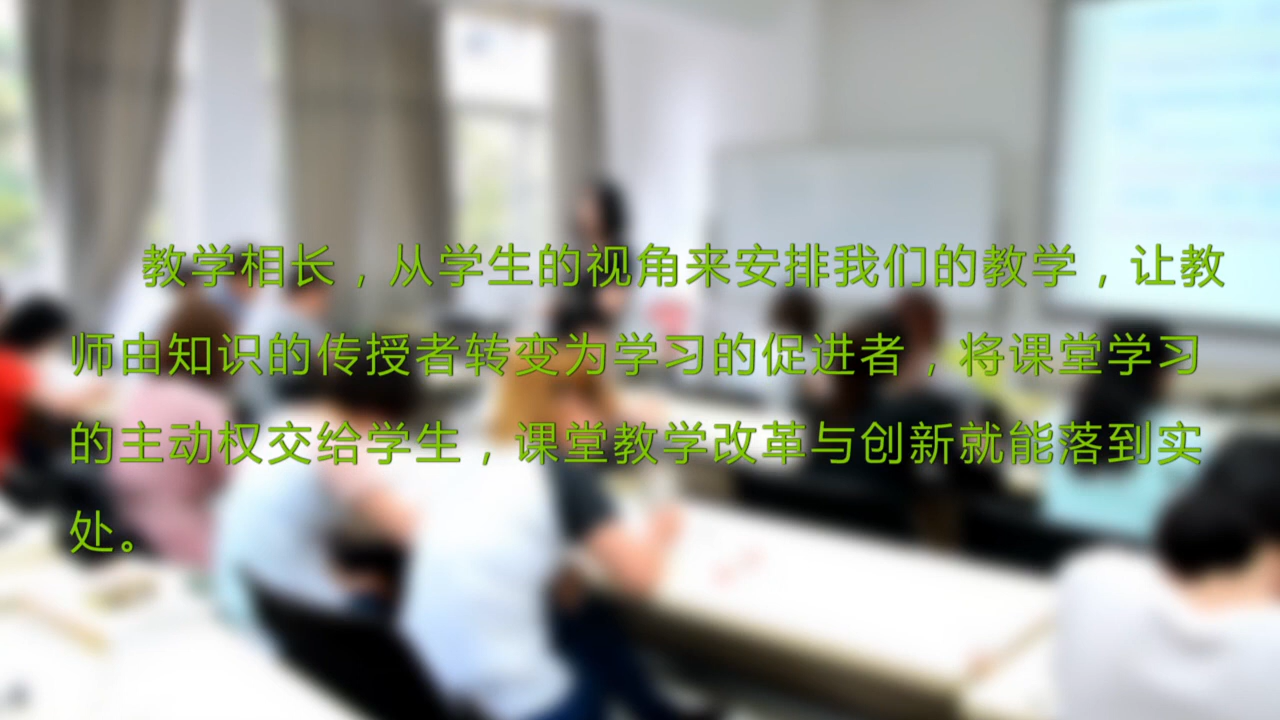 教学相长，从学生的视角来安排我们的教学，让教
师由知识的传授者转变为学习的促进者，将课堂学习
的主动权交给学生，课堂教学改革与创新就能落到实
处。